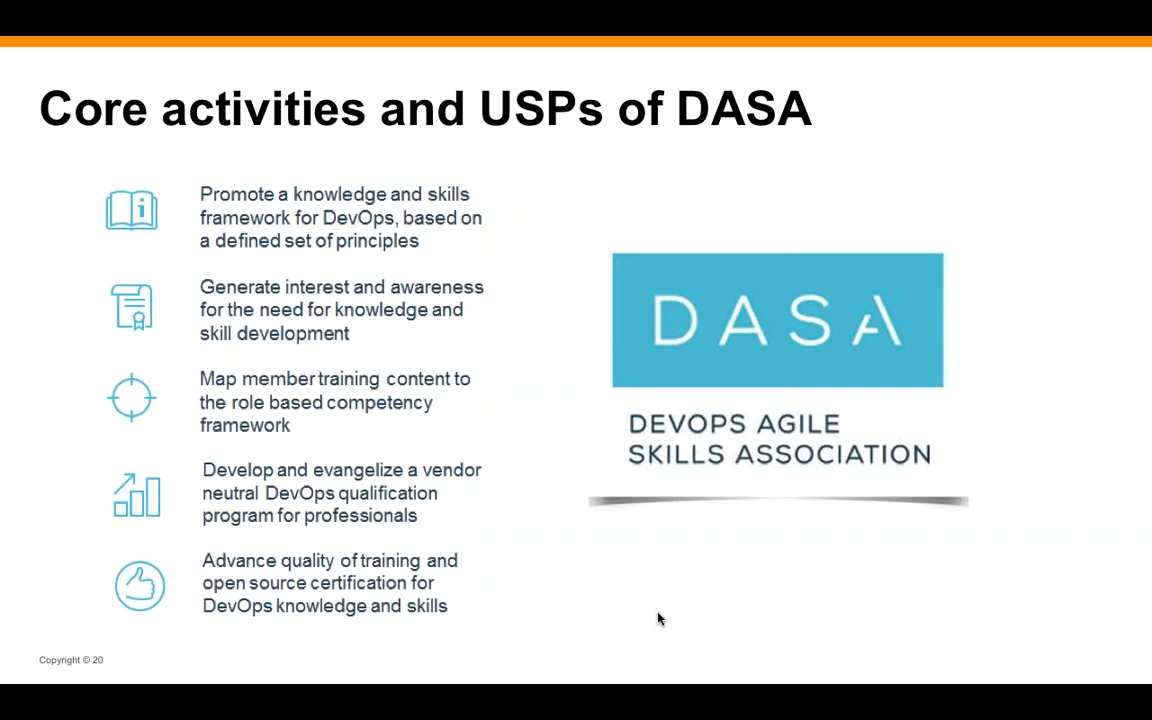 Core activities and USPs of DASA
Promote a knowledge and skills
framework for DevOps, based on
a defined set of principles
Generate interest and awareness
for the need for knowledge and
skill development
Map member training content to
the role based competency
framework
Develop and evangelize a vendor
neutral DevOps qualification
program for professionals
Advance quality of training and
open source certification for
DevOps knowledge and skills
DASA
DEVOPS AGILE
SKILLS ASSOCIATION
Copyright © 20